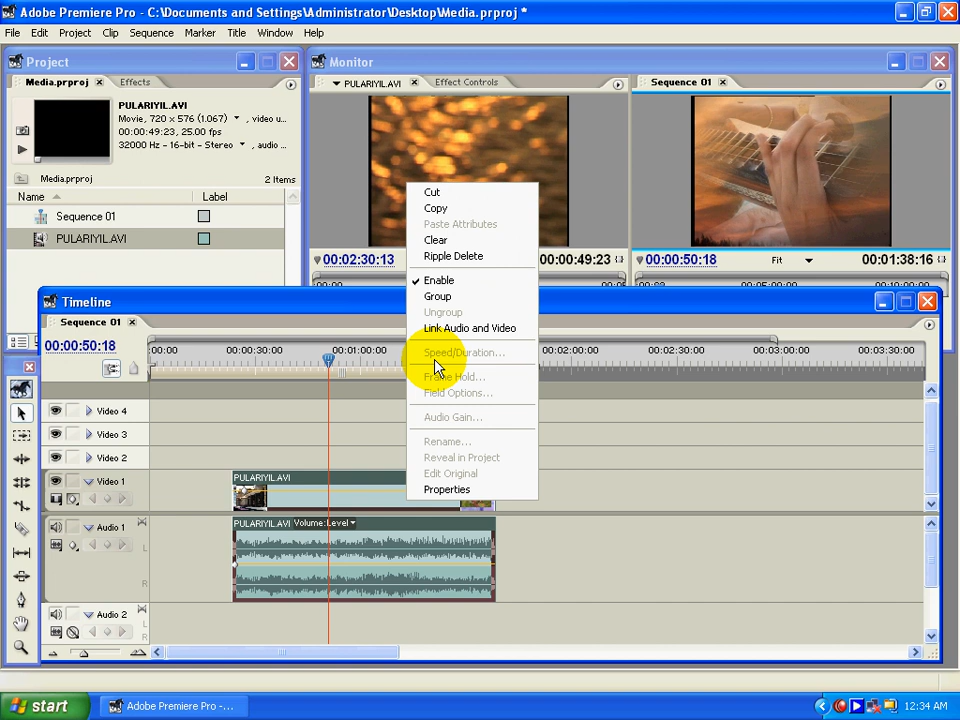 Adobe Premiere Pro - C:\Documents and Settings\Administrator\Desktop\Media.prproj *
File Edit Project Clip Sequence Marker Title Window Help
Project
Monitor
Media.prproj Effects
PULARIYIL.AVI Effect Controls
Sequence 01
PULARIYIL.AVI
Movie, 720 x 576 (1.067) , video u...
00:00:49:23, 25.00 fps
32000 Hz - 16-bit - Stereo , audio ...
Media.prproj 2 Items
Name Label
Sequence 01
PULARIYIL.AVI
00:02:30:13 00:00:49:23
00:00:50:18 Fit 00:01:38:16
Cut
Copy
Paste Attributes
Clear
Ripple Delete
Enable
Group
Ungroup
Link Audio and Video
Speed/Duration...
Frame Hold...
Field Options...
Audio Gain...
Rename...
Reveal in Project
Edit Original
Properties
Timeline
Sequence 01
00:00:50:18
:00:00 00:00:30:00 00:01:00:00 00:02:00:00 00:02:30:00 00:03:00:00 00:03:30:00
Video 4
Video 3
Video 2
Video 1
PULARIYIL.AVI
Audio 1
PULARIYIL.AVI Volume:Level
L
R
Audio 2
L
R
start Adobe Premiere Pro -... 12:34 AM